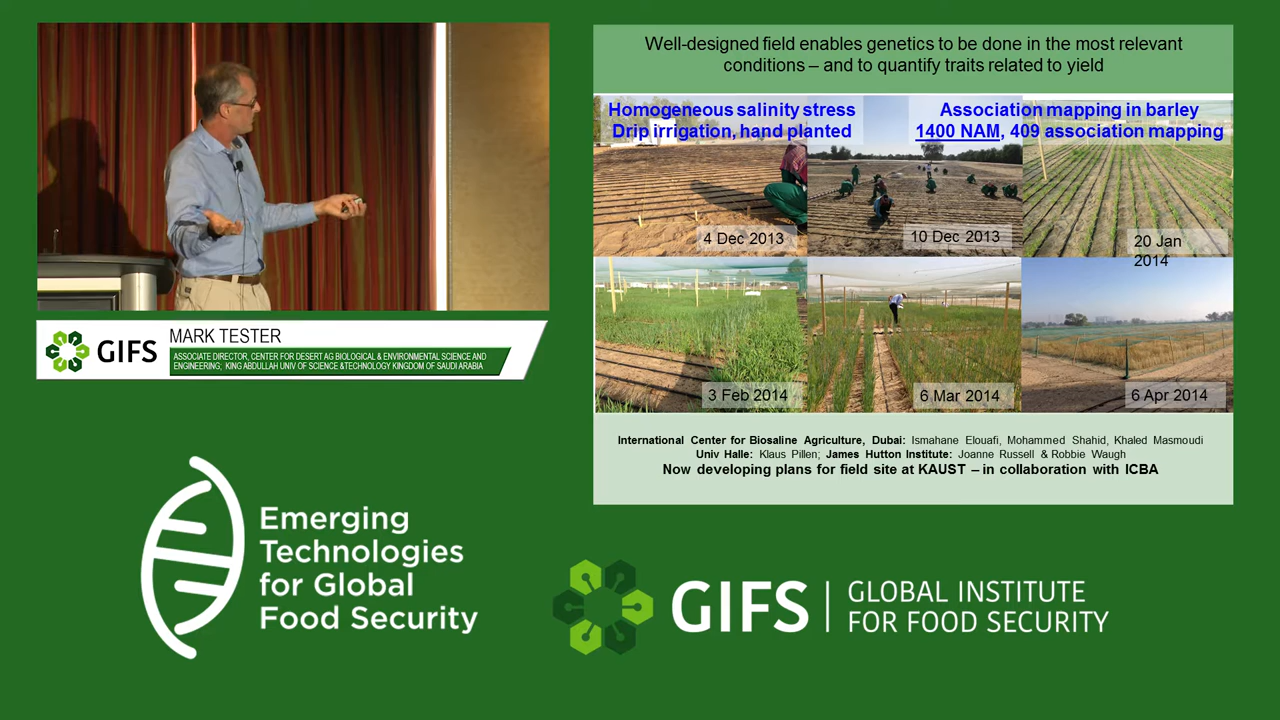 Well-designed field enables genetics to be done in the most relevant
conditions – and to quantify traits related to yield
Homogeneous salinity stress
Drip irrigation, hand planted
Association mapping in barley
1400 NAM, 409 association mapping
4 Dec 2013
10 Dec 2013
20 Jan
2014
3 Feb 2014
6 Mar 2014
6 Apr 2014
International Center for Biosaline Agriculture, Dubai: Ismahane Elouafi, Mohammed Shahid, Khaled Masmoudi
Univ Halle: Klaus Pillen; James Hutton Institute: Joanne Russell & Robbie Waugh
Now developing plans for field site at KAUST – in collaboration with ICBA
GIFS
MARK TESTER
ASSOCIATE DIRECTOR, CENTER FOR DESERT AG BIOLOGICAL & ENVIRONMENTAL SCIENCE AND
ENGINEERING; KING ABDULLAH UNIV OF SCIENCE &TECHNOLOGY KINGDOM OF SAUDI ARABIA
Emerging
Technologies
for Global
Food Security
GIFS
GLOBAL INSTITUTE
FOR FOOD SECURITY